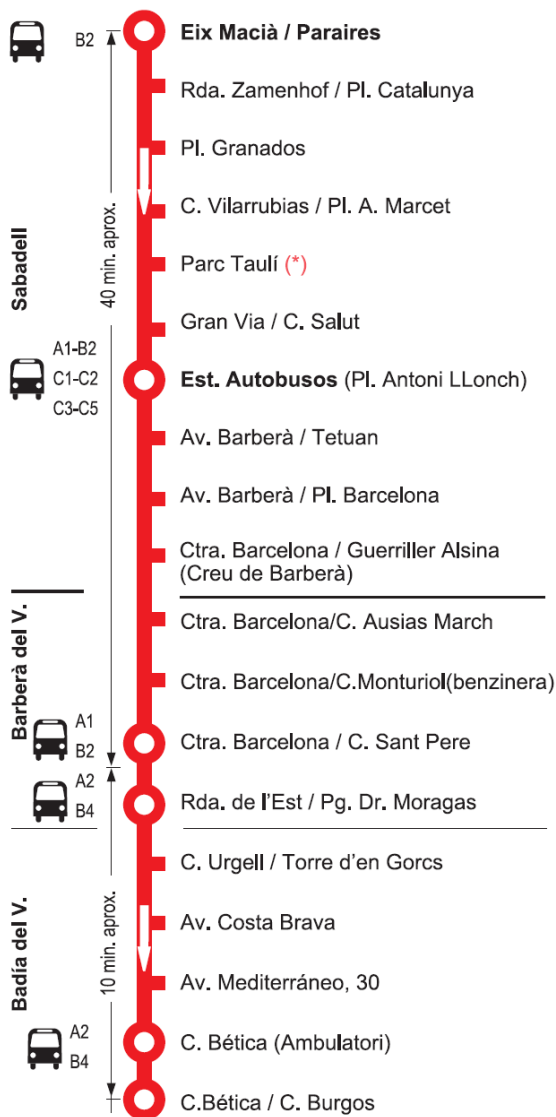 B2
Eix Macià / Paraires
Rda. Zamenhof / Pl. Catalunya
Pl. Granados
C. Vilarrubias / Pl. A. Marcet
Sabadell
40 min. aprox.
Parc Taulí (*)
Gran Via / C. Salut
A1-B2
C1-C2
C3-C5
Est. Autobusos (Pl. Antoni LLonch)
Av. Barberà / Tetuan
Av. Barberà / Pl. Barcelona
Ctra. Barcelona / Guerriller Alsina
(Creu de Barberà)
Barberà del V.
Ctra. Barcelona/C. Ausias March
Ctra. Barcelona/C.Monturiol(benzinera)
A1
B2
Ctra. Barcelona / C. Sant Pere
A2
B4
Rda. de l'Est / Pg. Dr. Moragas
Badía del V.
10 min. aprox.
C. Urgell / Torre d'en Gorcs
Av. Costa Brava
Av. Mediterráneo, 30
A2
B4
C. Bética (Ambulatori)
C.Bética / C. Burgos